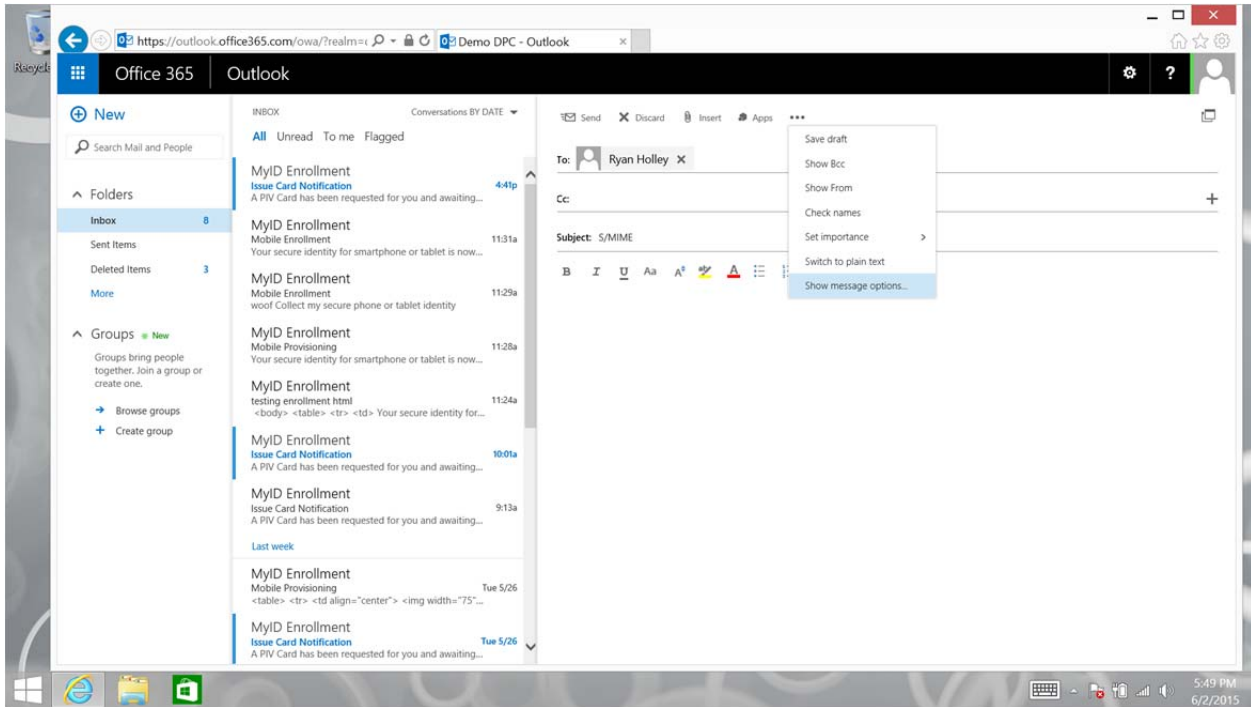 Recycle
https://outlook.office365.com/owa/?realm=
Demo DPC - Outlook
Office 365
Outlook
?
New
Search Mail and People
Folders
Inbox 8
Sent Items
Deleted Items 3
More
Groups New
Groups bring people
together. Join a group or
create one.
Browse groups
+ Create group
INBOX Conversations BY DATE
All Unread To me Flagged
MyID Enrollment
Issue Card Notification 4:41p
A PIV Card has been requested for you and awaiting...
MyID Enrollment
Mobile Enrollment 11:31a
Your secure identity for smartphone or tablet is now...
MyID Enrollment
Mobile Enrollment 11:29a
woof Collect my secure phone or tablet identity
MyID Enrollment
Mobile Provisioning 11:28a
Your secure identity for smartphone or tablet is now...
MyID Enrollment
testing enrollment html 11:24a
<body> <table> <tr> <td> Your secure identity for...
MyID Enrollment
Issue Card Notification 10:01a
A PIV Card has been requested for you and awaiting...
MyID Enrollment
Issue Card Notification 9:13a
A PIV Card has been requested for you and awaiting...
Last week
MyID Enrollment
Mobile Provisioning Tue 5/26
<table> <tr> <td align="center"> <img width="75"...
MyID Enrollment
Issue Card Notification Tue 5/26
A PIV Card has been requested for you and awaiting...
Send Discard Insert Apps •••
To: Ryan Holley
Cc:
Subject: S/MIME
B I U Aa A abc A
Save draft
Show Bcc
Show From
Check names
Set importance >
Switch to plain text
Show message options...
5:49 PM
6/2/2015